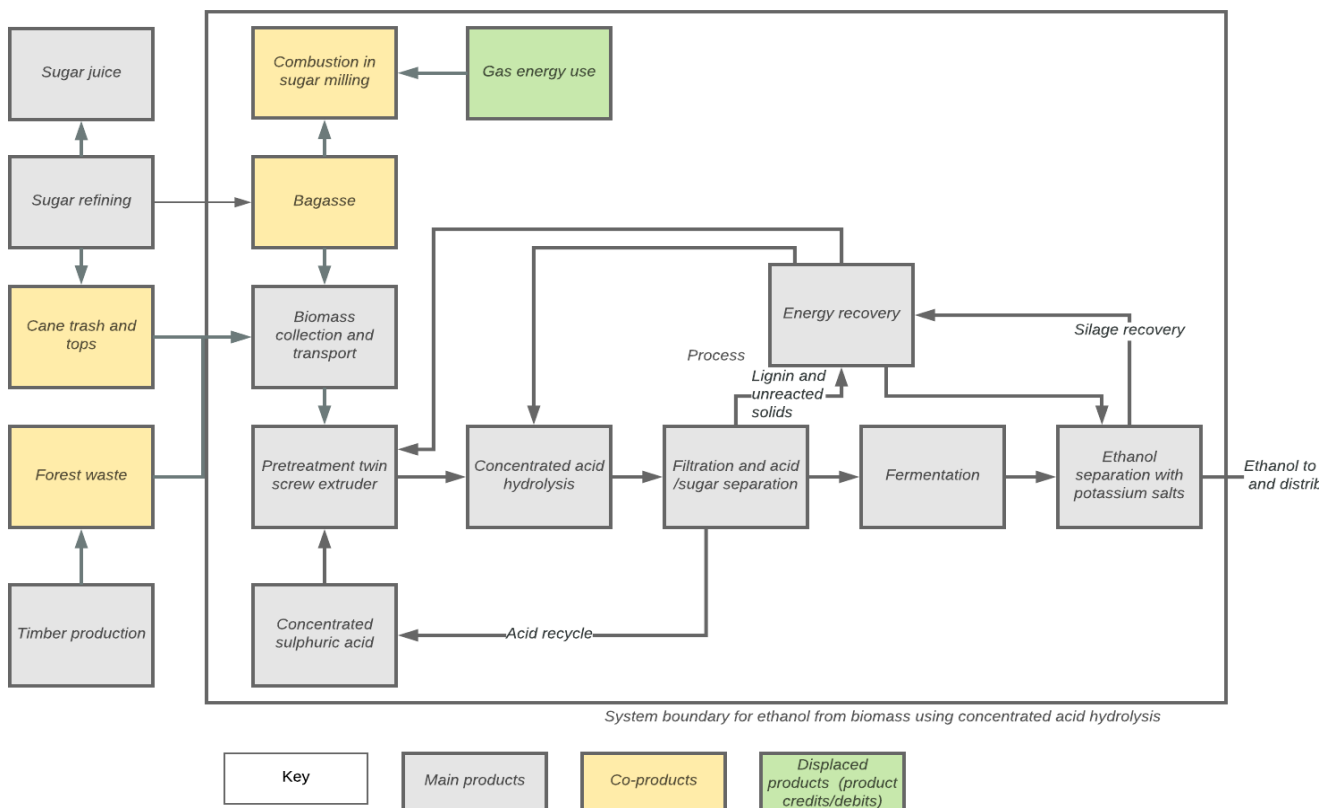 Sugar juice
Combustion in
sugar milling
Gas energy use
Sugar refining
Bagasse
Cane trash and
tops
Biomass
collection and
transport
Energy recovery
Silage recovery
Process
Lignin and
unreacted
solids
Forest waste
Pretreatment twin
screw extruder
Concentrated acid
hydrolysis
Filtration and acid
/sugar separation
Fermentation
Ethanol
separation with
potassium salts
Ethanol to
and distrib
Timber production
Concentrated
sulphuric acid
Acid recycle
System boundary for ethanol from biomass using concentrated acid hydrolysis
Key
Main products
Co-products
Displaced
products (product
credits/debits)